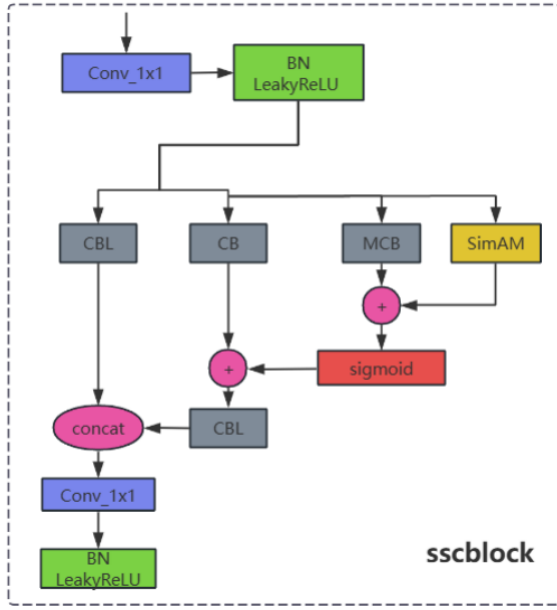 Conv_1x1
BN
LeakyReLU
CBL
CB
MCB
SimAM
+
+
sigmoid
concat
CBL
Conv_1x1
BN
LeakyReLU
sscblock